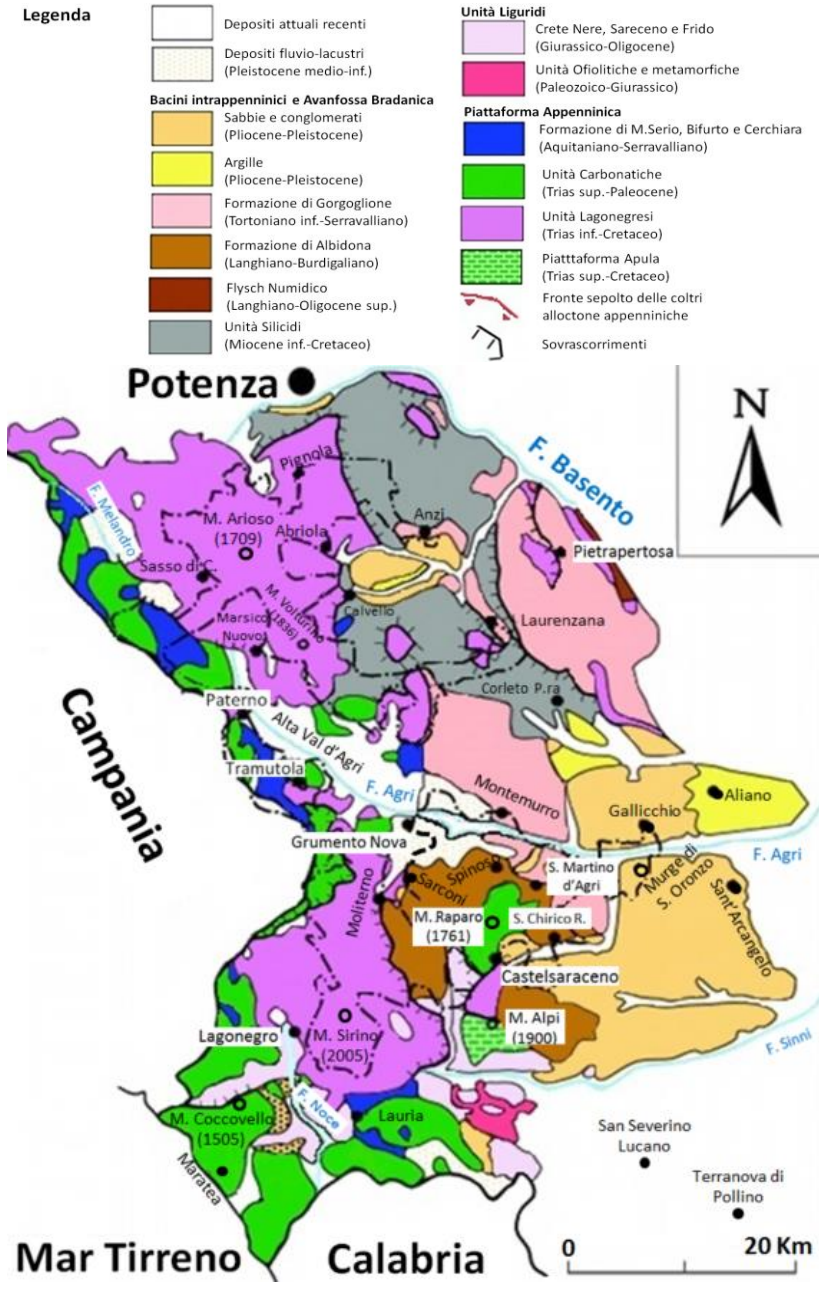 Legenda
Depositi attuali recenti
Depositi fluvio-lacustri
(Pleistocene medio-inf.)
Bacini intrappenninici e Avanfossa Bradanica
Sabbie e conglomerati
(Pliocene-Pleistocene)
Argille
(Pliocene-Pleistocene)
Formazione di Gorgoglione
(Tortoniano inf.-Serravalliano)
Formazione di Albidona
(Langhiano-Burdigaliano)
Flysch Numidico
(Langhiano-Oligocene sup.)
Unità Silicidi
(Miocene inf.-Cretaceo)
Unità Liguridi
Crete Nere, Sareceno e Frido
(Giurassico-Oligocene)
Unità Ofiolitiche e metamorfiche
(Paleozoico-Giurassico)
Piattaforma Appenninica
Formazione di M.Serio, Bifurto e Cerchiara
(Aquitaniano-Serravalliano)
Unità Carbonatiche
(Trias sup.-Paleocene)
Unità Lagonegresi
(Trias inf.-Cretaceo)
Piatttaforma Apula
(Trias sup.-Cretaceo)
Fronte sepolto delle coltri
alloctone appenniniche
Sovrascorrimenti
Potenza
N
F. Basento
Pignola
F. Melandro
M. Arioso
(1709)
Abriola
Anzi
Pietrapertosa
Sasso di C.
M. Volturino
(1836)
Calvello
Marsico
Nuovo
Laurenzana
Corleto P.ra
Paterno
Campania
Alta Val d'Agri
Tramutola
F. Agri
Montemurro
Gallicchio
Aliano
Grumento Nova
F. Agri
Spinoso
Sarconi
S. Martino
d'Agri
Murge di
S. Oronzo
Sant'Arcangelo
Moliterno
M. Raparo
(1761)
S. Chirico R.
Castelsaraceno
Lagonegro
M. Sirino
(2005)
M. Alpi
(1900)
F. Sinni
F. Noce
M. Coccovello
(1505)
Lauria
Maratea
San Severino
Lucano
Terranova di
Pollino
Mar Tirreno
Calabria
0
20 Km